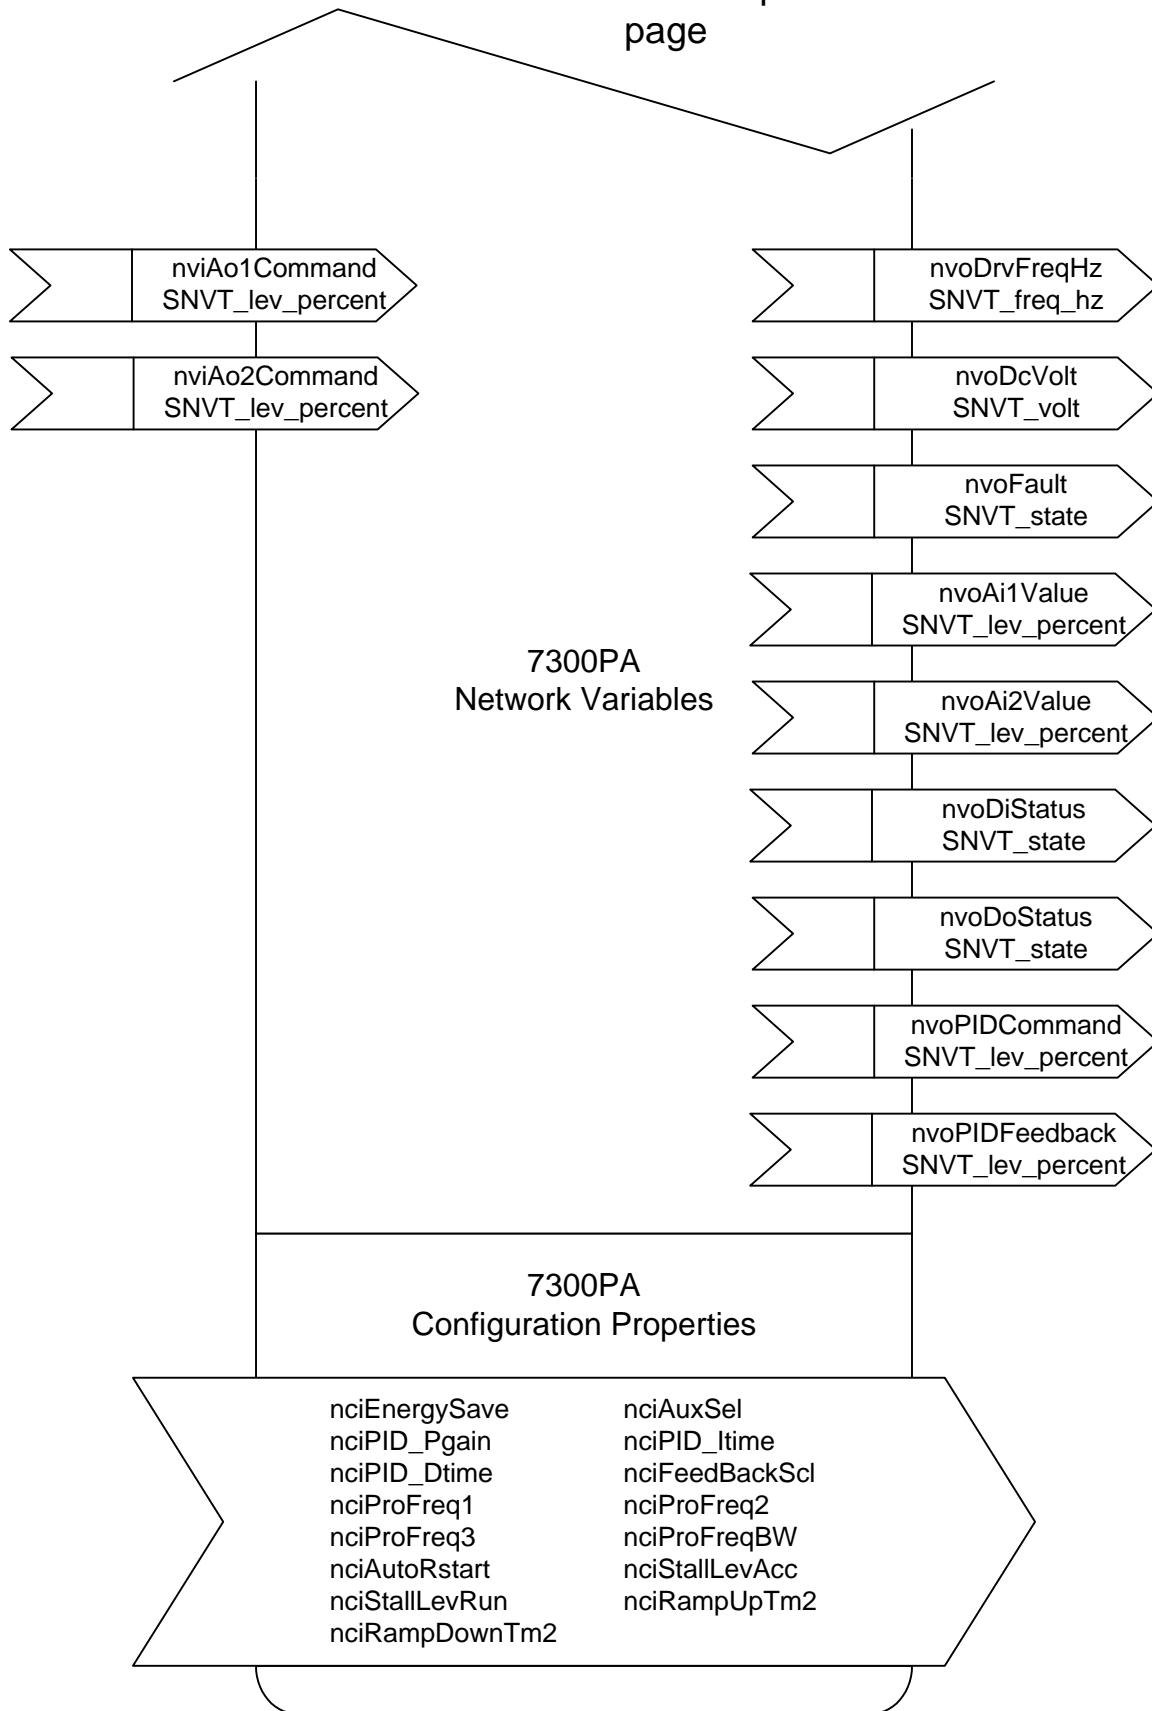 page
nviAo1Command
SNVT_lev_percent
nviAo2Command
SNVT_lev_percent
nvoDrvFreqHz
SNVT_freq_hz
nvoDcVolt
SNVT_volt
nvoFault
SNVT_state
nvoAi1Value
SNVT_lev_percent
7300PA
Network Variables
nvoAi2Value
SNVT_lev_percent
nvoDiStatus
SNVT_state
nvoDoStatus
SNVT_state
nvoPIDCommand
SNVT_lev_percent
nvoPIDFeedback
SNVT_lev_percent
7300PA
Configuration Properties
nciEnergySave nciAuxSel
nciPID_Pgain nciPID_Itime
nciPID_Dtime nciFeedBackScl
nciProFreq1 nciProFreq2
nciProFreq3 nciProFreqBW
nciAutoRstart nciStallLevAcc
nciStallLevRun nciRampUpTm2
nciRampDownTm2